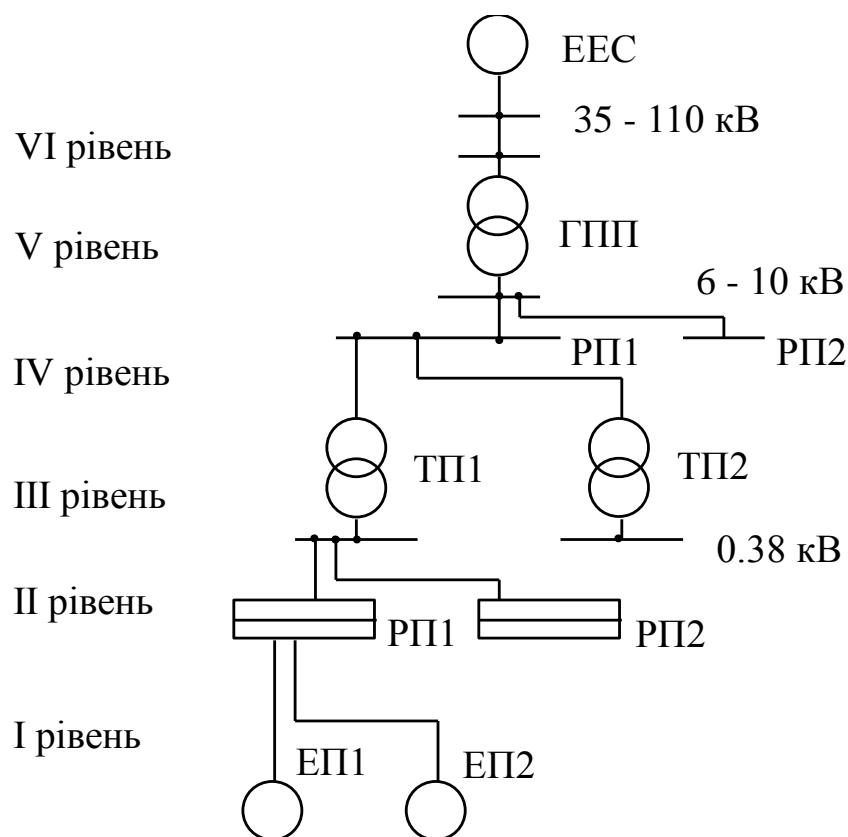 ЕЕС
35 - 110 кВ
VI рівень
V рівень
ГПП
6 - 10 кВ
РП1
РП2
IV рівень
ТП1
ТП2
III рівень
0.38 кВ
II рівень
РП1
РП2
I рівень
ЕП1
ЕП2